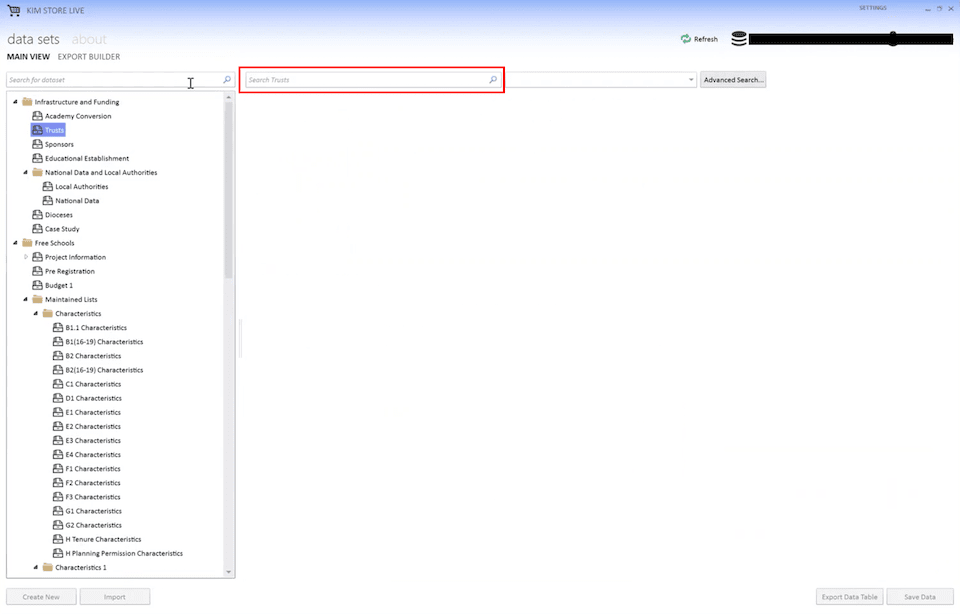 KIM STORE LIVE
SETTINGS
data sets about
Refresh
MAIN VIEW EXPORT BUILDER
Search for dataset
Search Trusts
Advanced Search...
Infrastructure and Funding
Academy Conversion
Trusts
Sponsors
Educational Establishment
National Data and Local Authorities
Local Authorities
National Data
Dioceses
Case Study
Free Schools
Project Information
Pre Registration
Budget 1
Maintained Lists
Characteristics
B1.1 Characteristics
B1(16-19) Characteristics
B2 Characteristics
B2(16-19) Characteristics
C1 Characteristics
D1 Characteristics
E1 Characteristics
E2 Characteristics
E3 Characteristics
E4 Characteristics
F1 Characteristics
F2 Characteristics
F3 Characteristics
G1 Characteristics
G2 Characteristics
H Tenure Characteristics
H Planning Permission Characteristics
Characteristics 1
Create New
Import
Export Data Table
Save Data